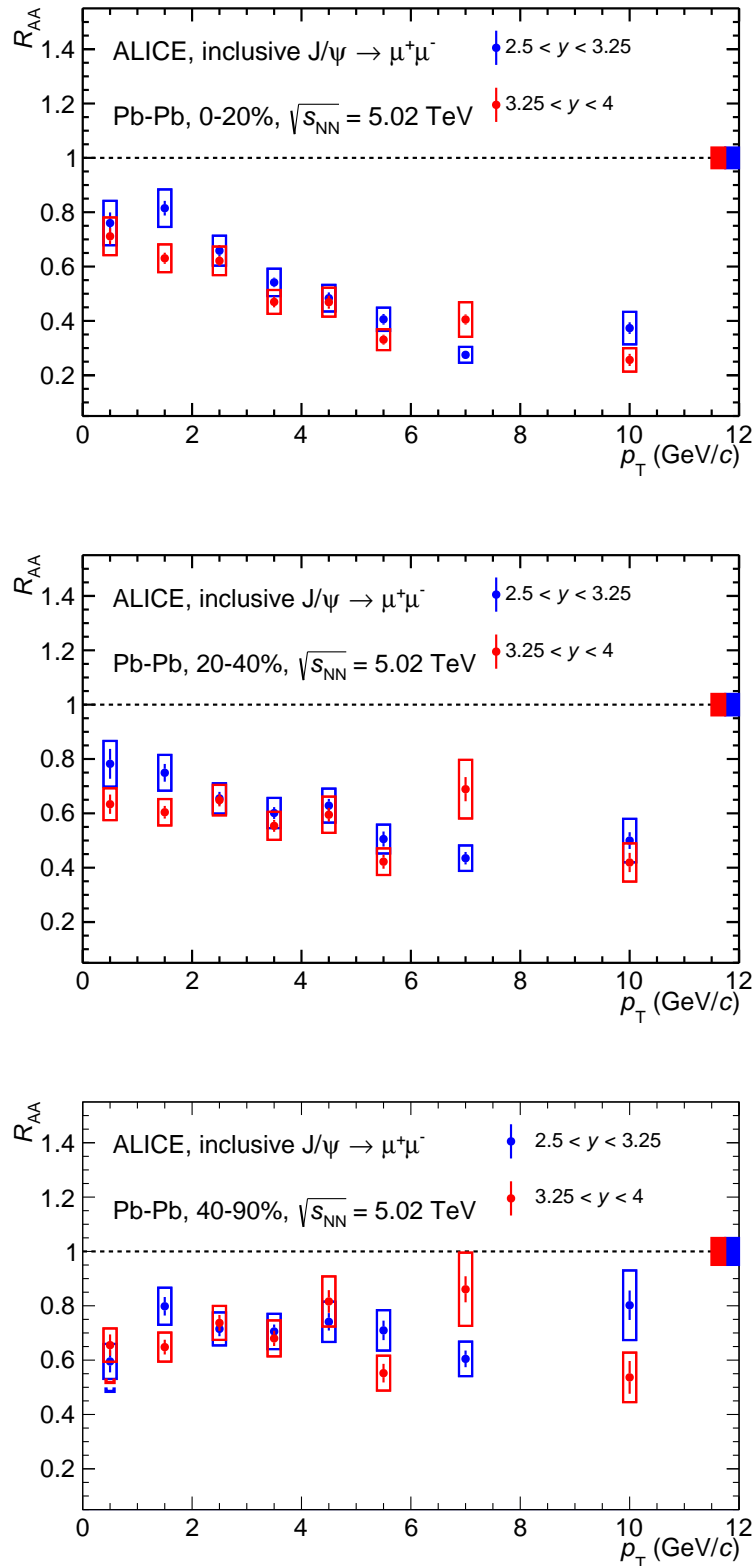 R_AA
1.4
ALICE, inclusive J/ψ → μ⁺μ⁻
2.5 < y < 3.25
1.2
Pb-Pb, 0-20%, √s_NN = 5.02 TeV
3.25 < y < 4
1
0.8
0.6
0.4
0.2
0 2 4 6 8 10 12
p_T (GeV/c)
R_AA
1.4
ALICE, inclusive J/ψ → μ⁺μ⁻
2.5 < y < 3.25
1.2
Pb-Pb, 20-40%, √s_NN = 5.02 TeV
3.25 < y < 4
1
0.8
0.6
0.4
0.2
0 2 4 6 8 10 12
p_T (GeV/c)
R_AA
1.4
ALICE, inclusive J/ψ → μ⁺μ⁻
2.5 < y < 3.25
1.2
Pb-Pb, 40-90%, √s_NN = 5.02 TeV
3.25 < y < 4
1
0.8
0.6
0.4
0.2
0 2 4 6 8 10 12
p_T (GeV/c)